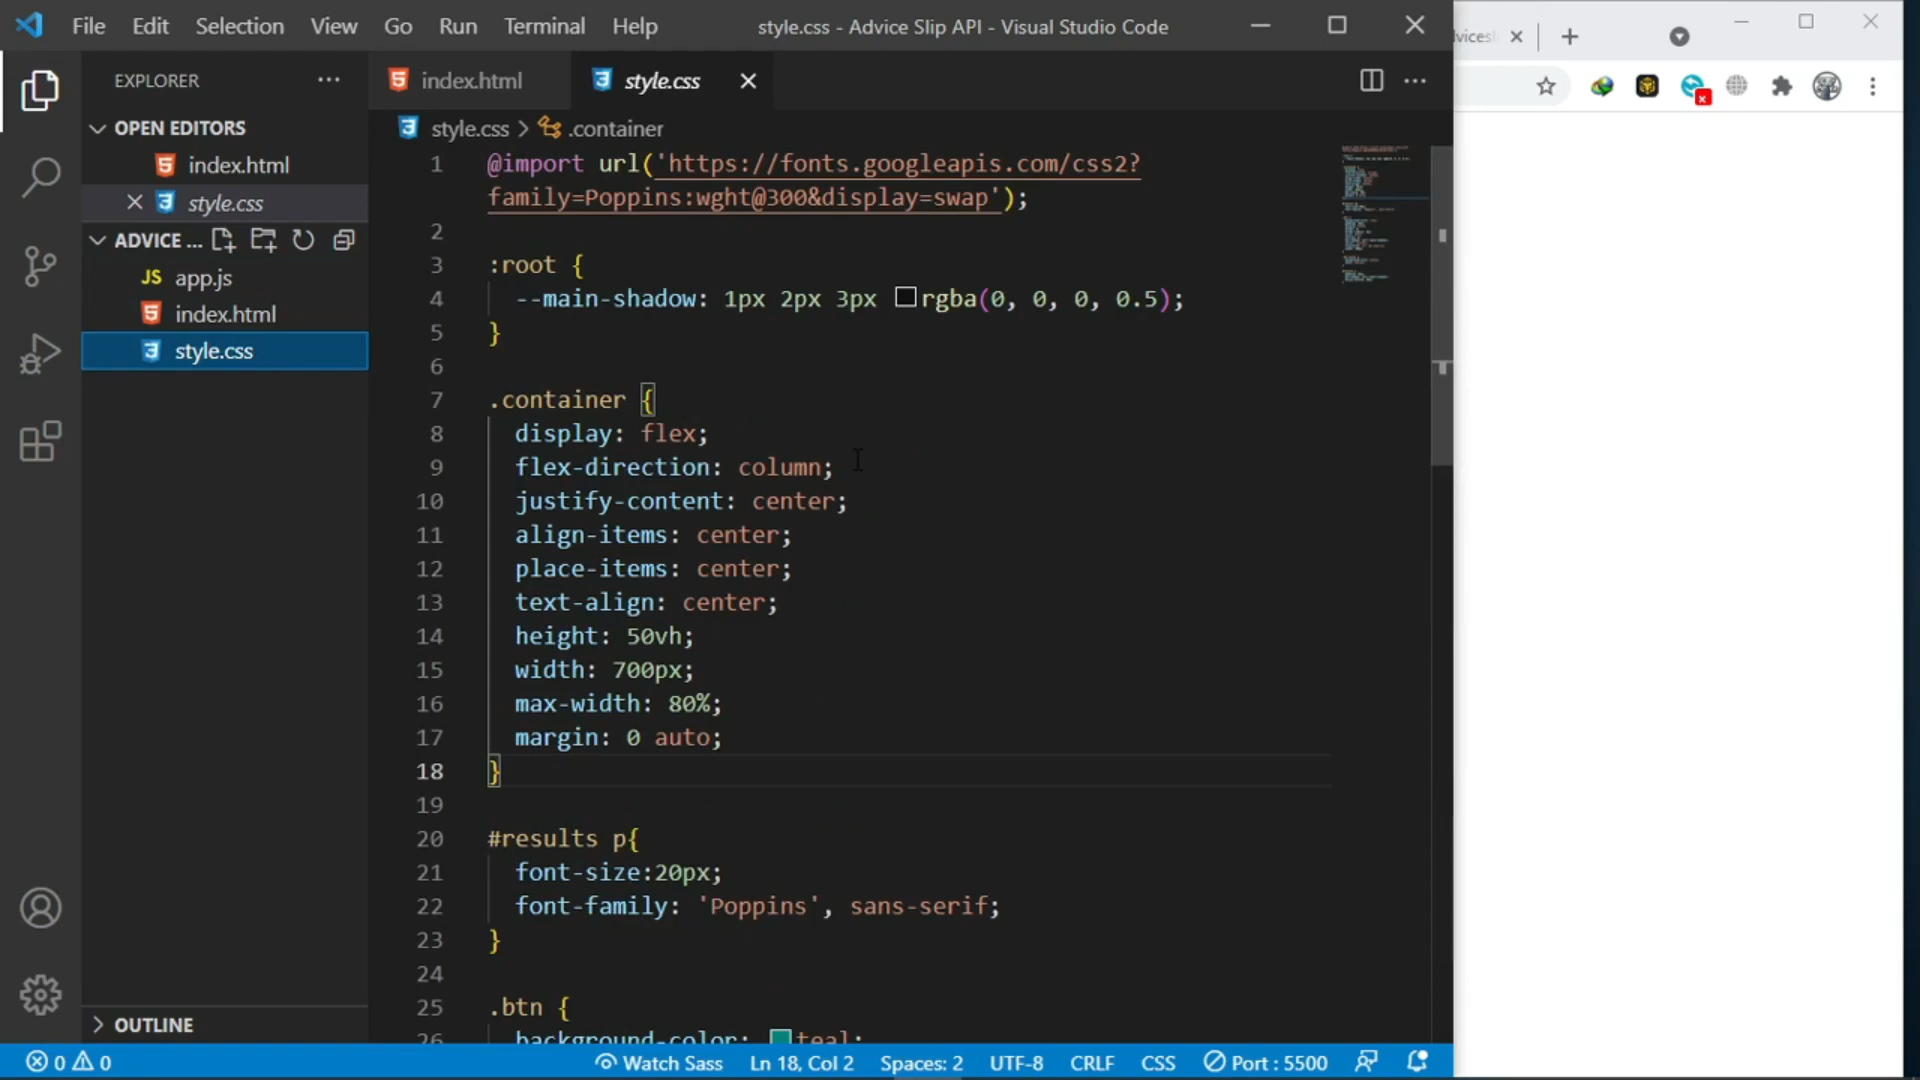 File Edit Selection View Go Run Terminal Help style.css - Advice Slip API - Visual Studio Code
EXPLORER
OPEN EDITORS
index.html
style.css
ADVICE ...
JS app.js
index.html
style.css
OUTLINE
index.html style.css
style.css > .container
1 @import url('https://fonts.googleapis.com/css2?
family=Poppins:wght@300&display=swap');
2
3 :root {
4 --main-shadow: 1px 2px 3px rgba(0, 0, 0, 0.5);
5 }
6
7 .container {
8 display: flex;
9 flex-direction: column;
10 justify-content: center;
11 align-items: center;
12 place-items: center;
13 text-align: center;
14 height: 50vh;
15 width: 700px;
16 max-width: 80%;
17 margin: 0 auto;
18 }
19
20 #results p{
21 font-size:20px;
22 font-family: 'Poppins', sans-serif;
23 }
24
25 .btn {
26 background-color: teal;
0 0 Watch Sass Ln 18, Col 2 Spaces: 2 UTF-8 CRLF CSS Port : 5500